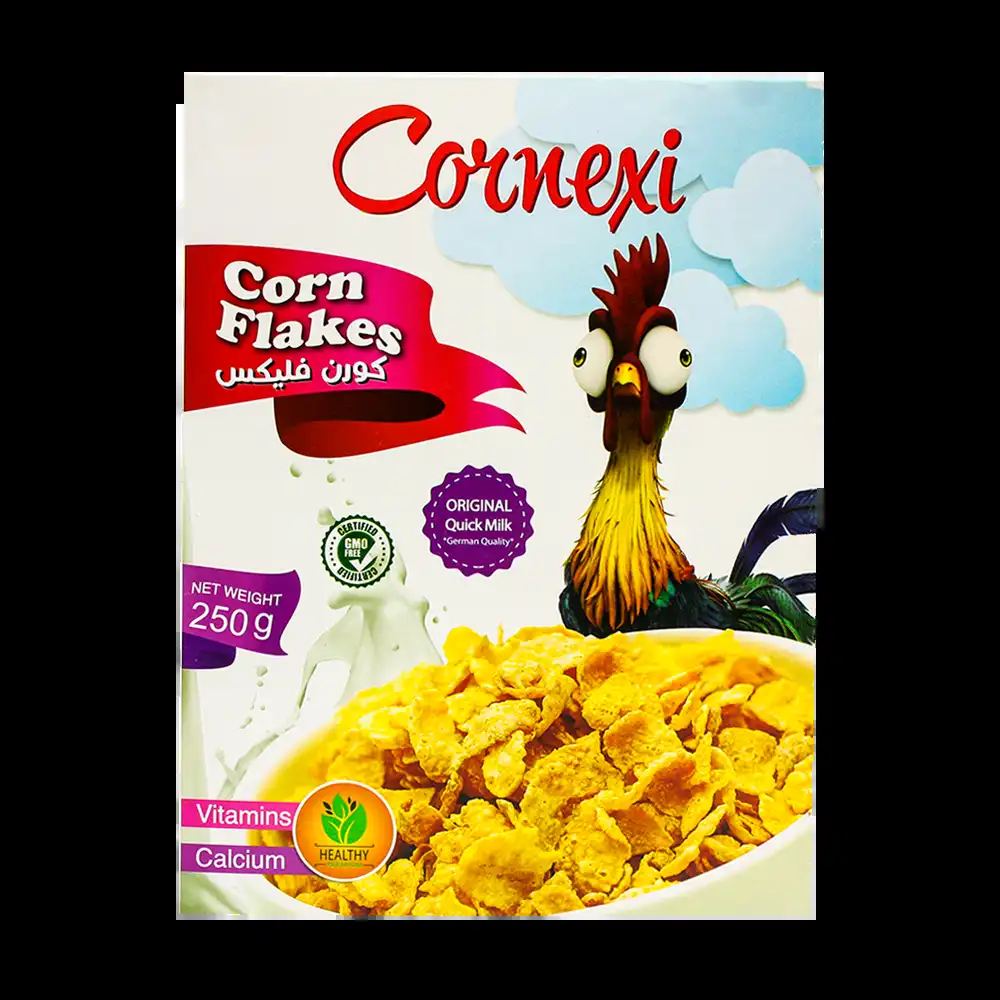 Cornexi
Corn
Flakes
كورن فليكس
ORIGINAL
Quick Milk
"German Quality"
CERTIFIED
GMO
FREE
CERTIFIED
NET WEIGHT
250 g
Vitamins
Calcium
HEALTHY